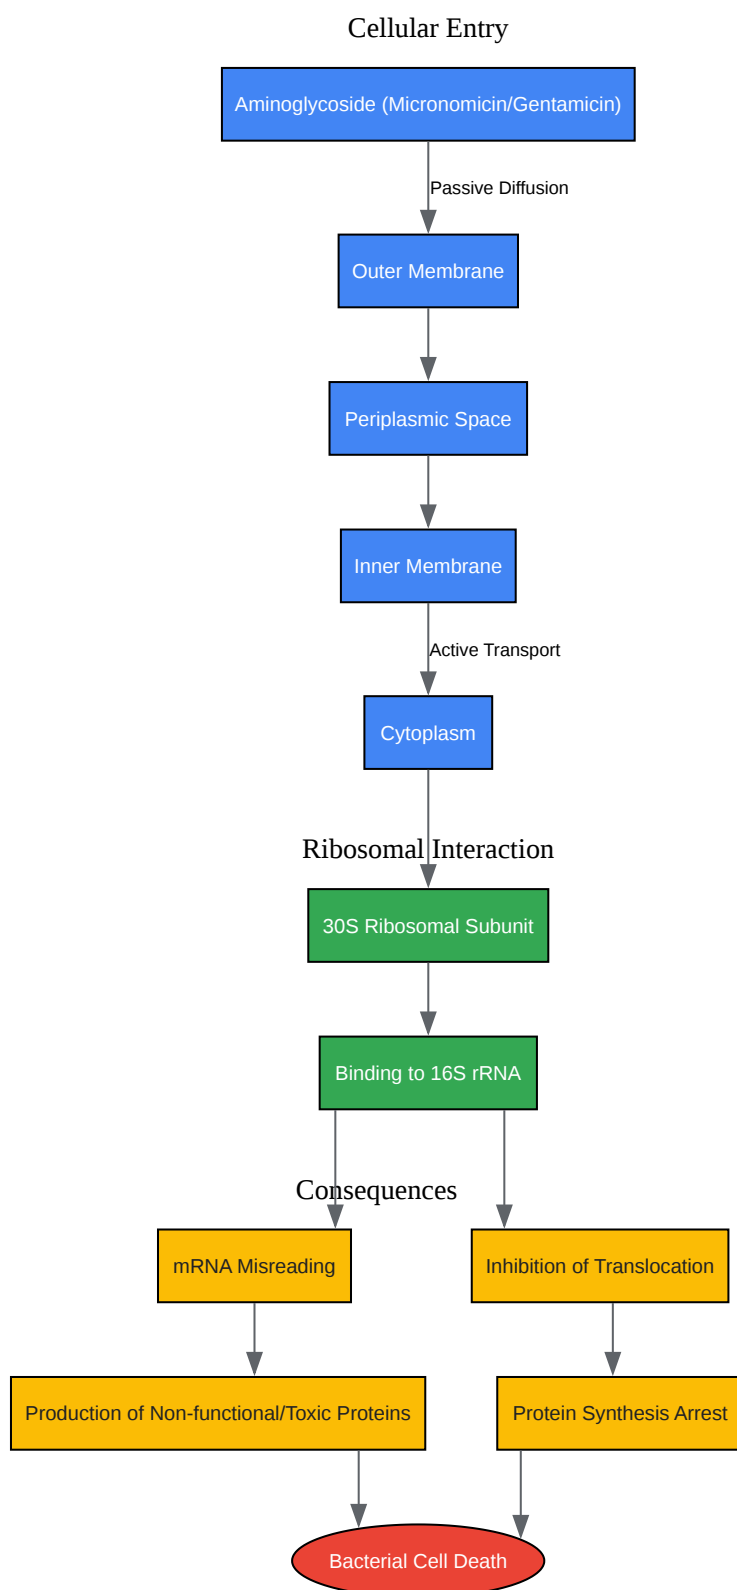 Cellular Entry
Aminoglycoside (Micronomicin/Gentamicin)
Passive Diffusion
Outer Membrane
Periplasmic Space
Inner Membrane
Active Transport
Cytoplasm
Ribosomal Interaction
30S Ribosomal Subunit
Binding to 16S rRNA
Consequences
mRNA Misreading
Inhibition of Translocation
Production of Non-functional/Toxic Proteins
Protein Synthesis Arrest
Bacterial Cell Death